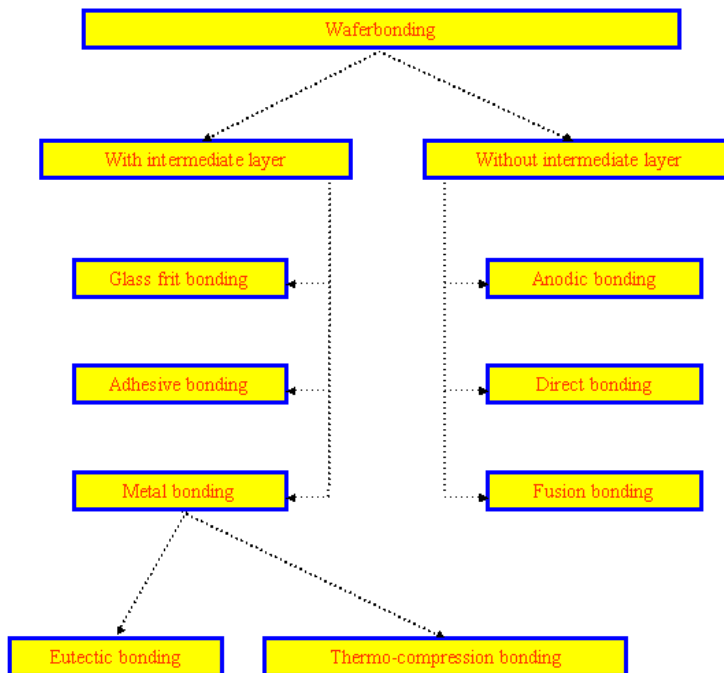 Waferbonding
With intermediate layer
Without intermediate layer
Glass frit bonding
Anodic bonding
Adhesive bonding
Direct bonding
Metal bonding
Fusion bonding
Eutectic bonding
Thermo-compression bonding